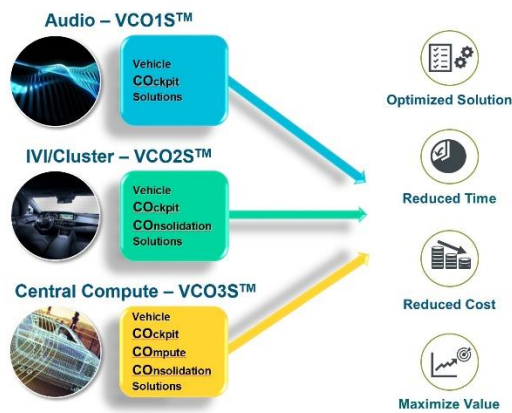 Audio – VCO1S™
Vehicle
COckpit
Solutions
IVI/Cluster – VCO2S™
Vehicle
COckpit
COnsolidation
Solutions
Central Compute – VCO3S™
Vehicle
COckpit
COmpute
COnsolidation
Solutions
Optimized Solution
Reduced Time
Reduced Cost
Maximize Value